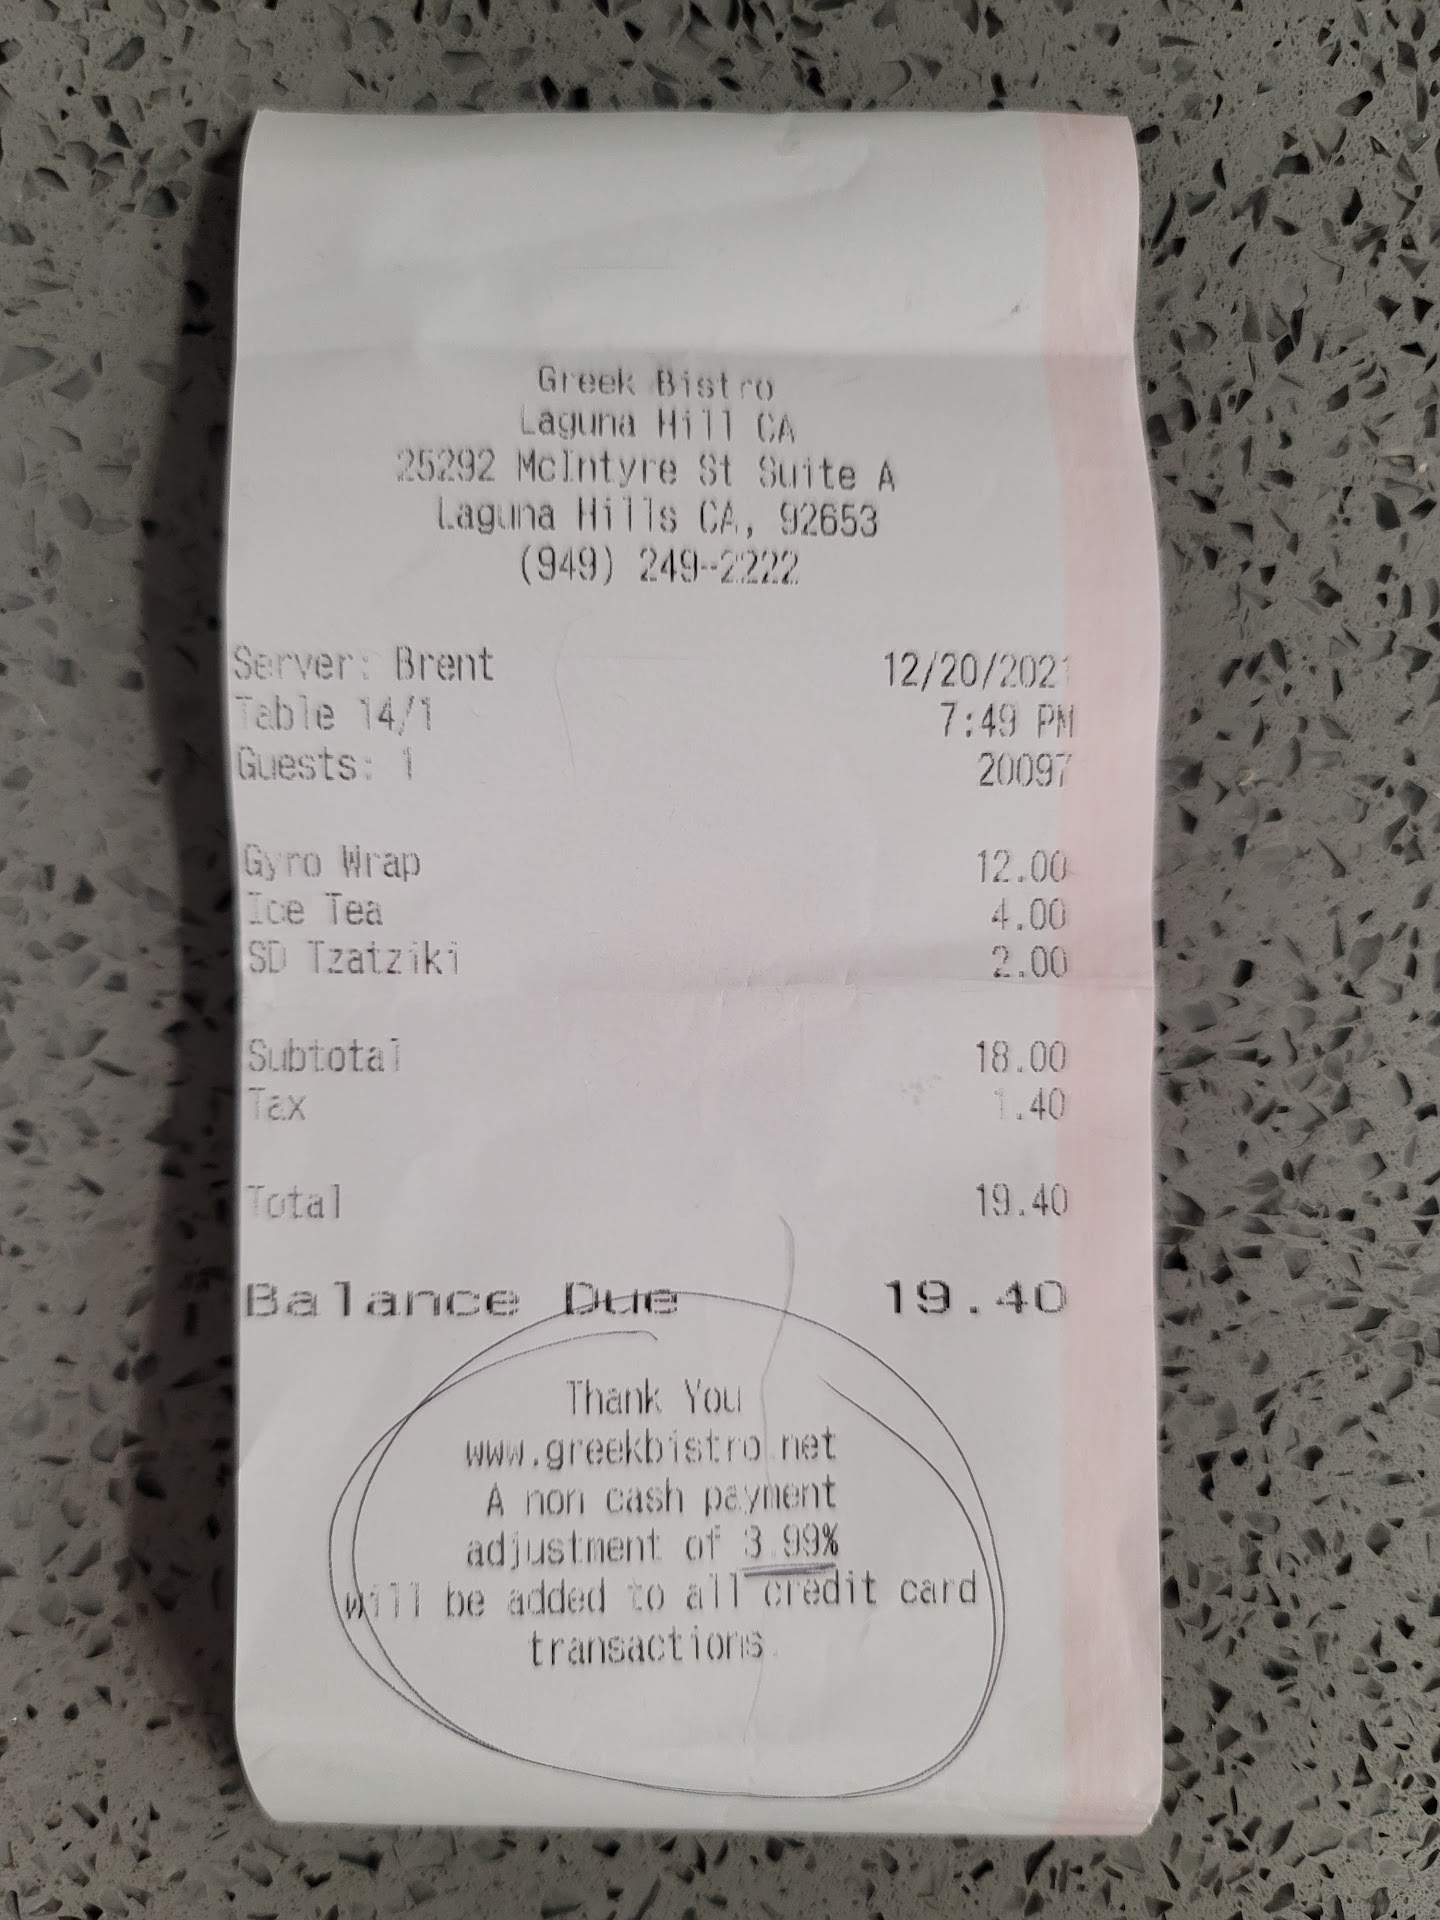 Greek Bistro
Laguna Hill CA
25292 McIntyre St Suite A
Laguna Hills CA, 92653
(949) 249-2222
Server: Brent 12/20/2021
Table 14/1 7:49 PM
Guests: 1 20097
Gyro Wrap 12.00
Ice Tea 4.00
SD Tzatziki 2.00
Subtotal 18.00
Tax 1.40
Total 19.40
Balance Due 19.40
Thank You
www.greekbistro.net
A non cash payment
adjustment of 3.99%
will be added to all credit card
transactions.